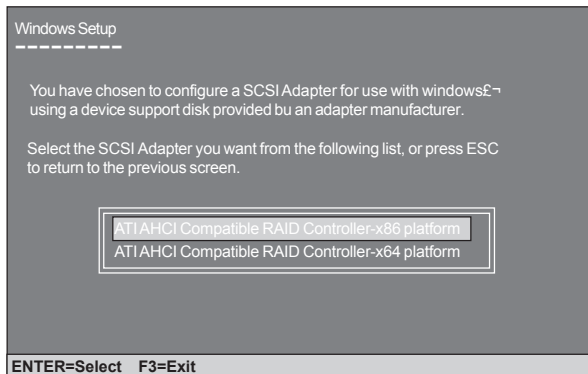 Windows Setup
You have chosen to configure a SCSI Adapter for use with windows£¬
using a device support disk provided bu an adapter manufacturer.
Select the SCSI Adapter you want from the following list, or press ESC
to return to the previous screen.
ATI AHCI Compatible RAID Controller-x86 platform
ATI AHCI Compatible RAID Controller-x64 platform
ENTER=Select F3=Exit